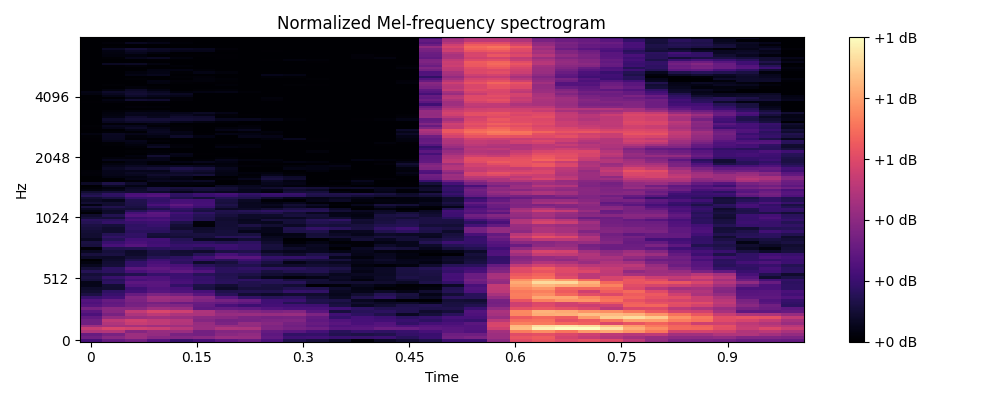 Normalized Mel-frequency spectrogram
Hz
4096
2048
1024
512
0
0 0.15 0.3 0.45 0.6 0.75 0.9
Time
+1 dB
+1 dB
+1 dB
+0 dB
+0 dB
+0 dB